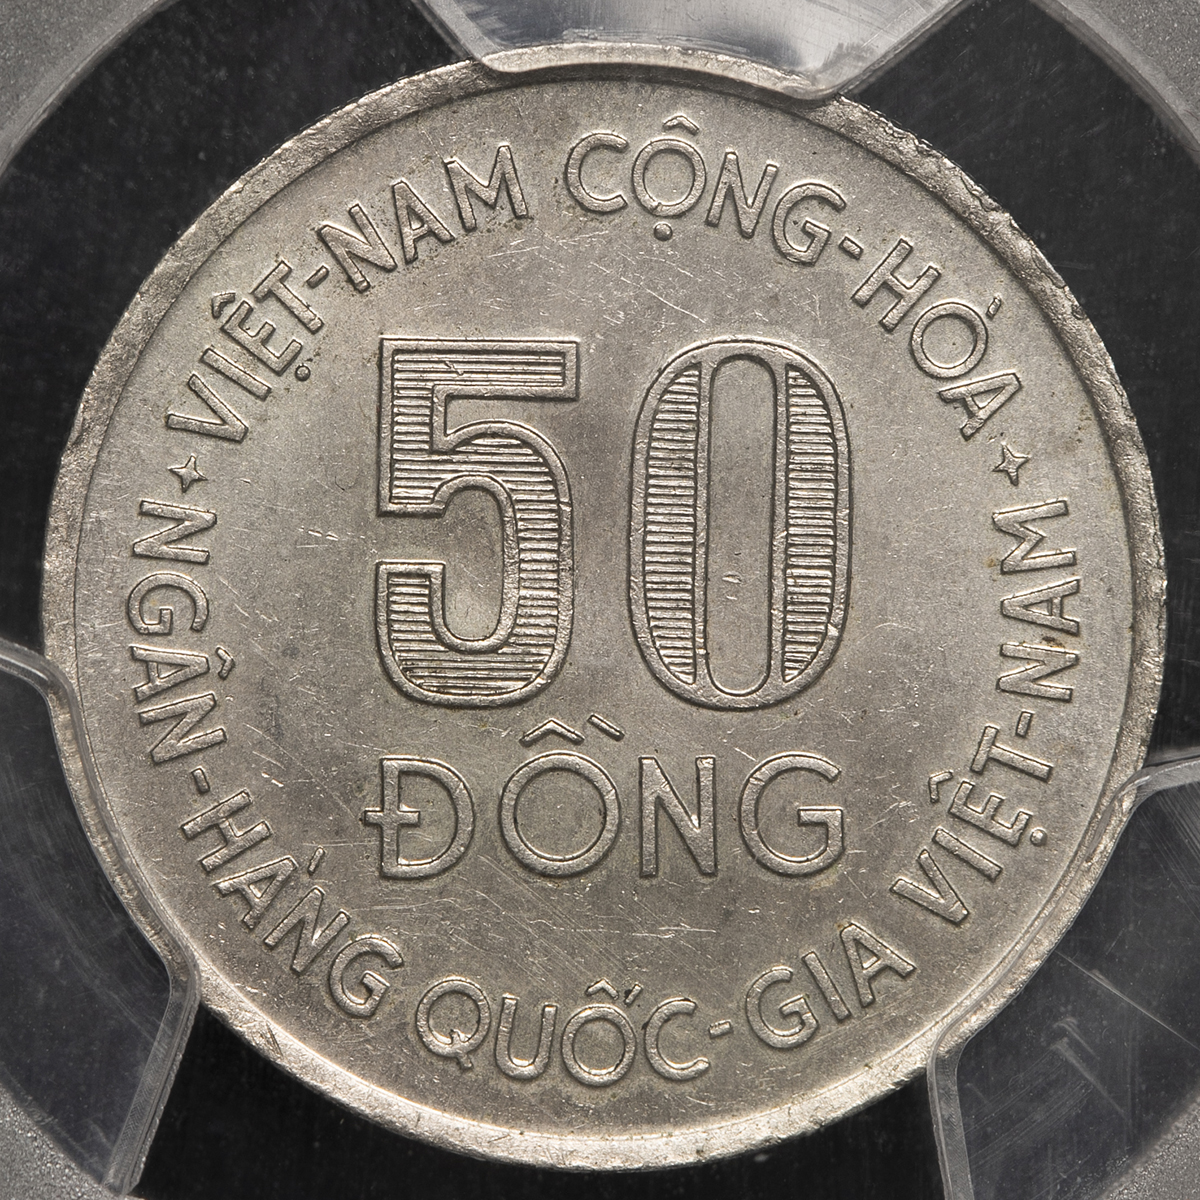 VIỆT-NAM CỘNG-HÒA
50
ĐỒNG
NGÂN-HÀNG QUỐC-GIA VIỆT-NAM